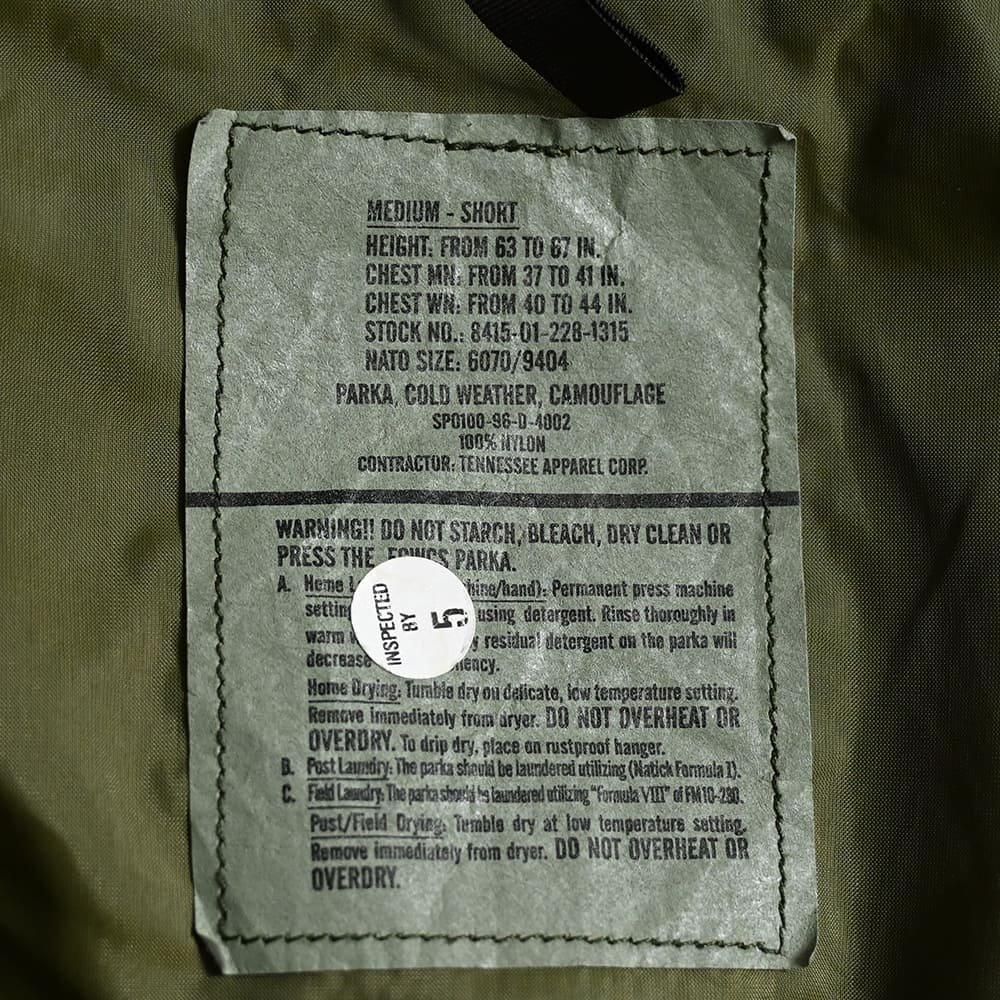 MEDIUM - SHORT
HEIGHT: FROM 63 TO 67 IN.
CHEST MN: FROM 37 TO 41 IN.
CHEST WN: FROM 40 TO 44 IN.
STOCK NO.: 8415-01-228-1315
NATO SIZE: 6070/9404
PARKA, COLD WEATHER, CAMOUFLAGE
SPO100-96-D-4002
100% NYLON
CONTRACTOR: TENNESSEE APPAREL CORP.
WARNING!! DO NOT STARCH, BLEACH, DRY CLEAN OR
PRESS THE ECWCS PARKA.
A. Home hine/hand): Permanent press machine
setting using detergent. Rinse thoroughly in
warm residual detergent on the parka will
decrease
INSPECTED
BY
5
Home Drying: Tumble dry on delicate, low temperature setting.
Remove immediately from dryer. DO NOT OVERHEAT OR
OVERDRY. To drip dry, place on rustproof hanger.
B. Post Laundry: The parka should be laundered utilizing (Natick Formula I).
C. Field Laundry: The parka should be laundered utilizing "Formula VIII" of FM 10-280.
Post/Field Drying: Tumble dry at low temperature setting.
Remove immediately from dryer. DO NOT OVERHEAT OR
OVERDRY.